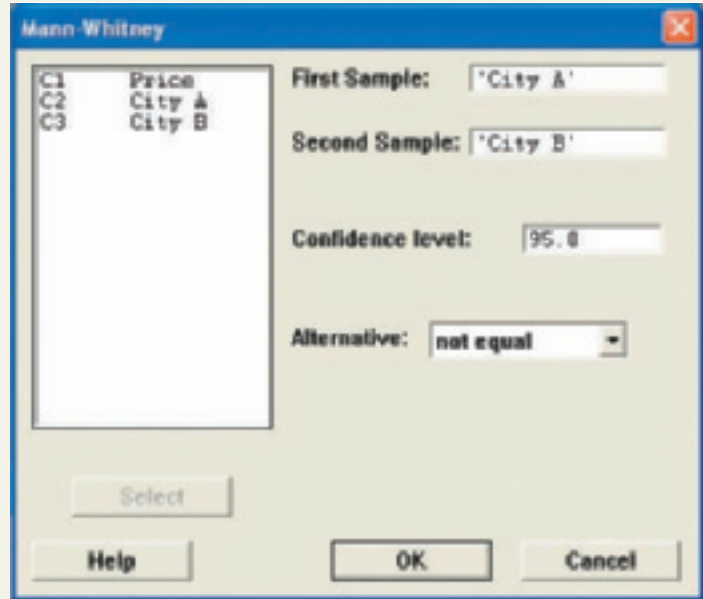 Mann-Whitney
C1 Price
C2 City A
C3 City B
First Sample: 'City A'
Second Sample: 'City B'
Confidence level: 95.0
Alternative: not equal
Select
Help
OK
Cancel